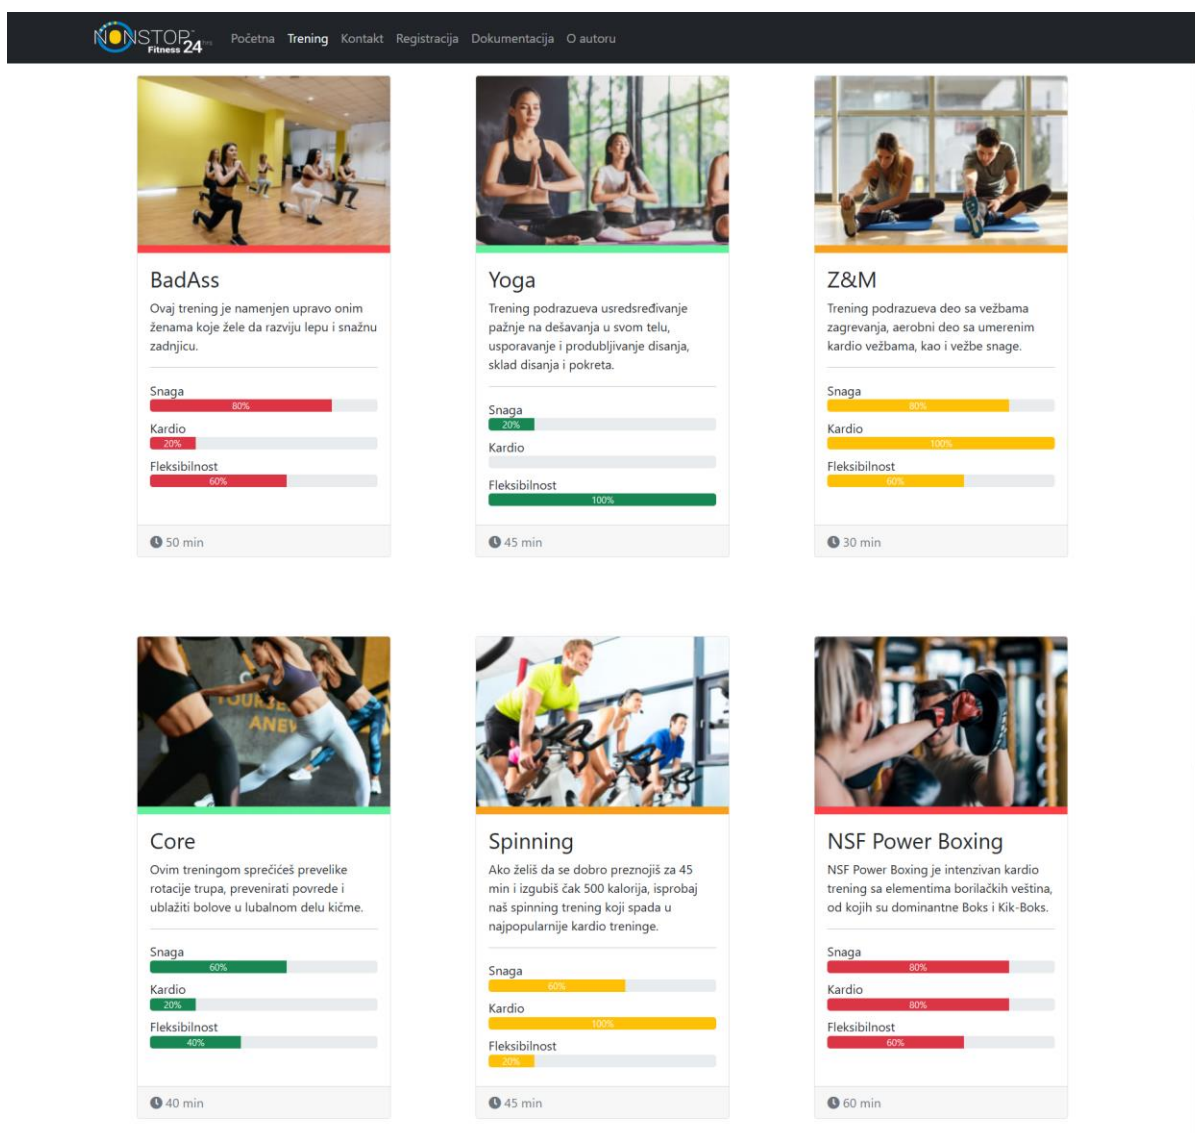 NONSTOP
Fitness 24 hrs
Početna Trening Kontakt Registracija Dokumentacija O autoru
BadAss
Ovaj trening je namenjen upravo onim
ženama koje žele da razviju lepu i snažnu
zadnjicu.
Snaga
80%
Kardio
20%
Fleksibilnost
60%
50 min
Yoga
Trening podrazueva usredsređivanje
pažnje na dešavanja u svom telu,
usporavanje i produbljivanje disanja,
sklad disanja i pokreta.
Snaga
20%
Kardio
Fleksibilnost
100%
45 min
Z&M
Trening podrazueva deo sa vežbama
zagrevanja, aerobni deo sa umerenim
kardio vežbama, kao i vežbe snage.
Snaga
80%
Kardio
100%
Fleksibilnost
60%
30 min
YOURSE
ANEW
Core
Ovim treningom sprečićeš prevelike
rotacije trupa, prevenirati povrede i
ublažiti bolove u lubalnom delu kičme.
Snaga
60%
Kardio
20%
Fleksibilnost
40%
40 min
Spinning
Ako želiš da se dobro preznojiš za 45
min i izgubiš čak 500 kalorija, isprobaj
naš spinning trening koji spada u
najpopularnije kardio treninge.
Snaga
60%
Kardio
100%
Fleksibilnost
20%
45 min
NSF Power Boxing
NSF Power Boxing je intenzivan kardio
trening sa elementima borilačkih veština,
od kojih su dominantne Boks i Kik-Boks.
Snaga
80%
Kardio
80%
Fleksibilnost
60%
60 min